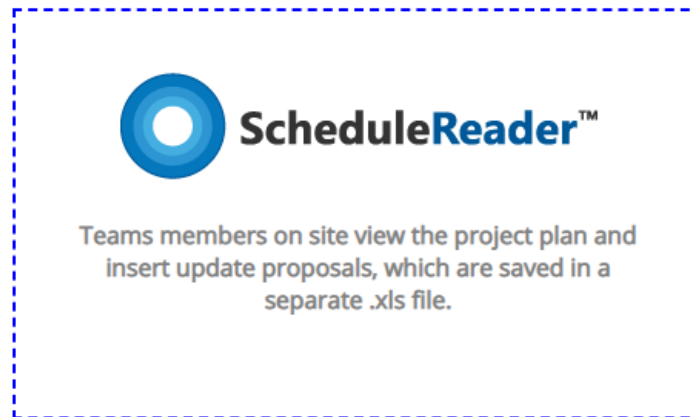 ScheduleReader™
Teams members on site view the project plan and
insert update proposals, which are saved in a
separate .xls file.